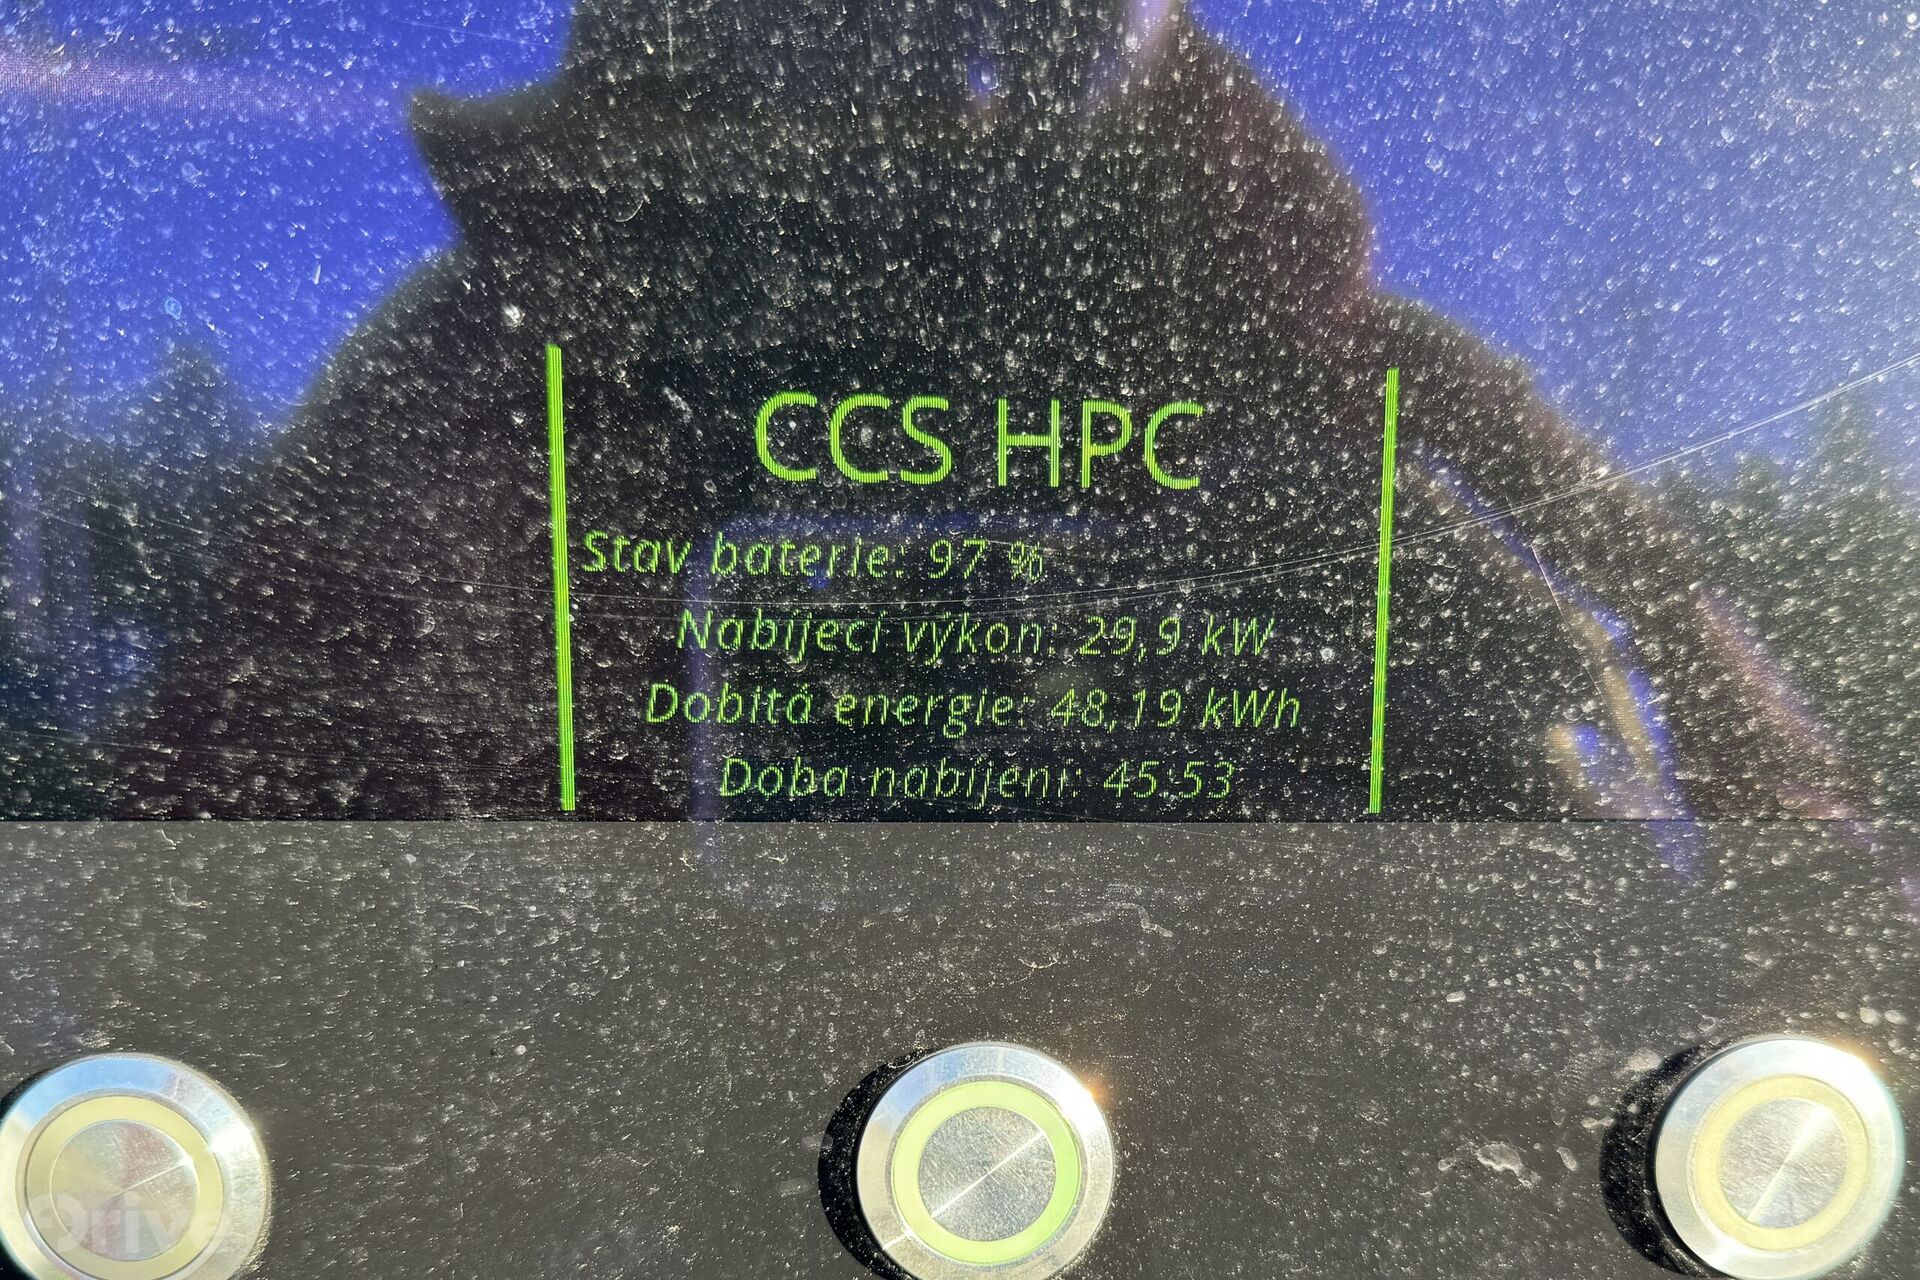 CCS HPC
Stav baterie: 97 %
Nabíjecí výkon: 29,9 kW
Dobitá energie: 48,19 kWh
Doba nabíjení: 45:53
Drive